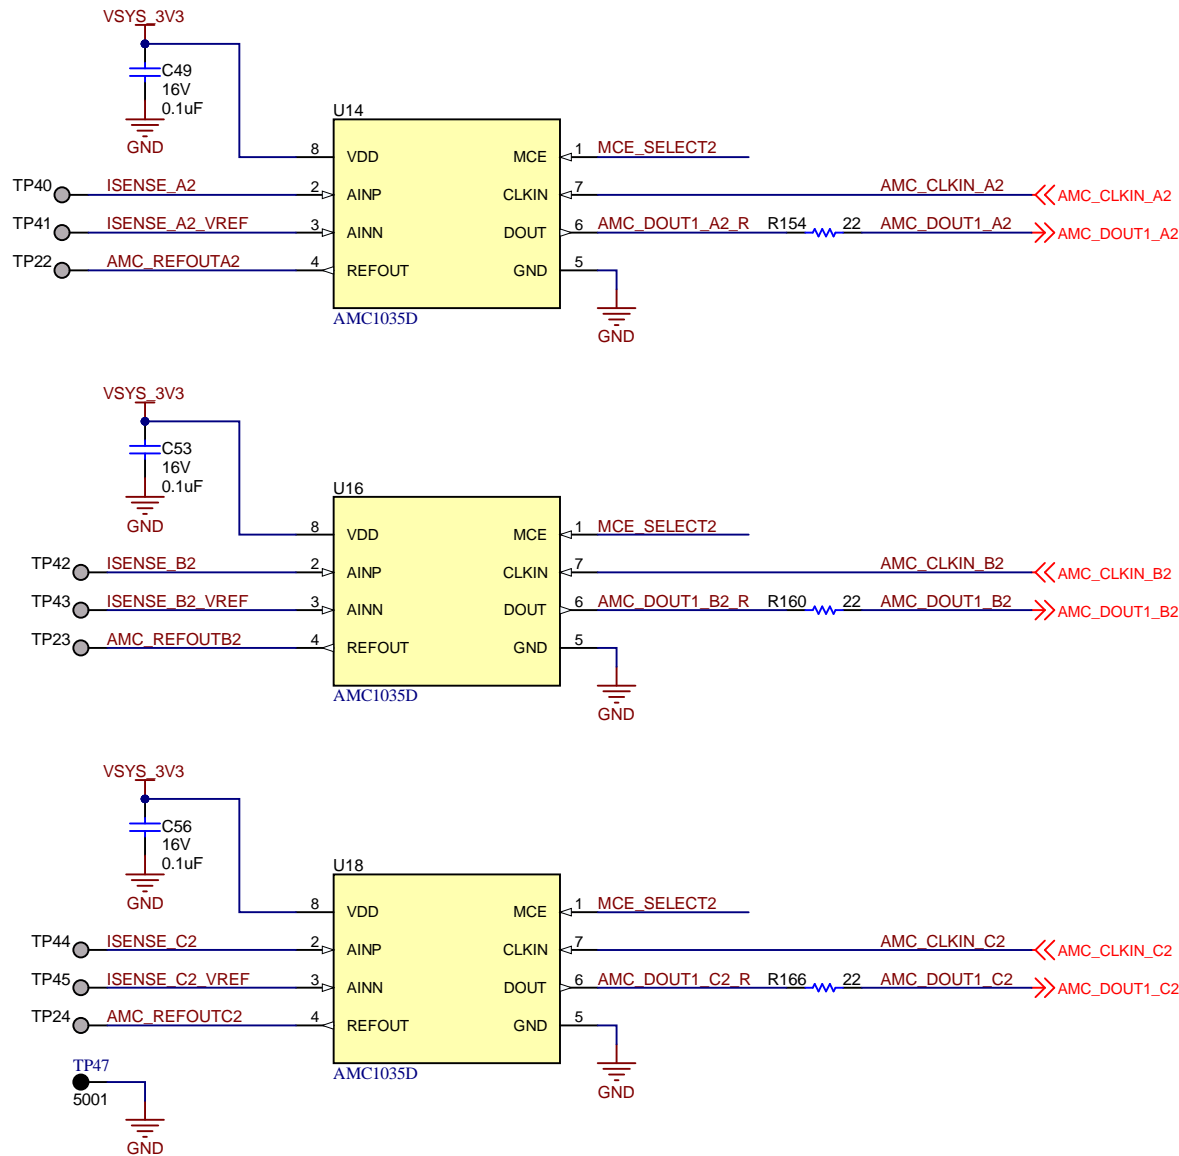 VSYS_3V3
C49
16V
0.1uF
GND
U14
8 VDD MCE 1 MCE_SELECT2
TP40 ISENSE_A2 2 AINP CLKIN 7 AMC_CLKIN_A2 AMC_CLKIN_A2
TP41 ISENSE_A2_VREF 3 AINN DOUT 6 AMC_DOUT1_A2_R R154 22 AMC_DOUT1_A2 AMC_DOUT1_A2
TP22 AMC_REFOUTA2 4 REFOUT GND 5
AMC1035D
GND
VSYS_3V3
C53
16V
0.1uF
GND
U16
8 VDD MCE 1 MCE_SELECT2
TP42 ISENSE_B2 2 AINP CLKIN 7 AMC_CLKIN_B2 AMC_CLKIN_B2
TP43 ISENSE_B2_VREF 3 AINN DOUT 6 AMC_DOUT1_B2_R R160 22 AMC_DOUT1_B2 AMC_DOUT1_B2
TP23 AMC_REFOUTB2 4 REFOUT GND 5
AMC1035D
GND
VSYS_3V3
C56
16V
0.1uF
GND
U18
8 VDD MCE 1 MCE_SELECT2
TP44 ISENSE_C2 2 AINP CLKIN 7 AMC_CLKIN_C2 AMC_CLKIN_C2
TP45 ISENSE_C2_VREF 3 AINN DOUT 6 AMC_DOUT1_C2_R R166 22 AMC_DOUT1_C2 AMC_DOUT1_C2
TP24 AMC_REFOUTC2 4 REFOUT GND 5
AMC1035D
GND
TP47
5001
GND